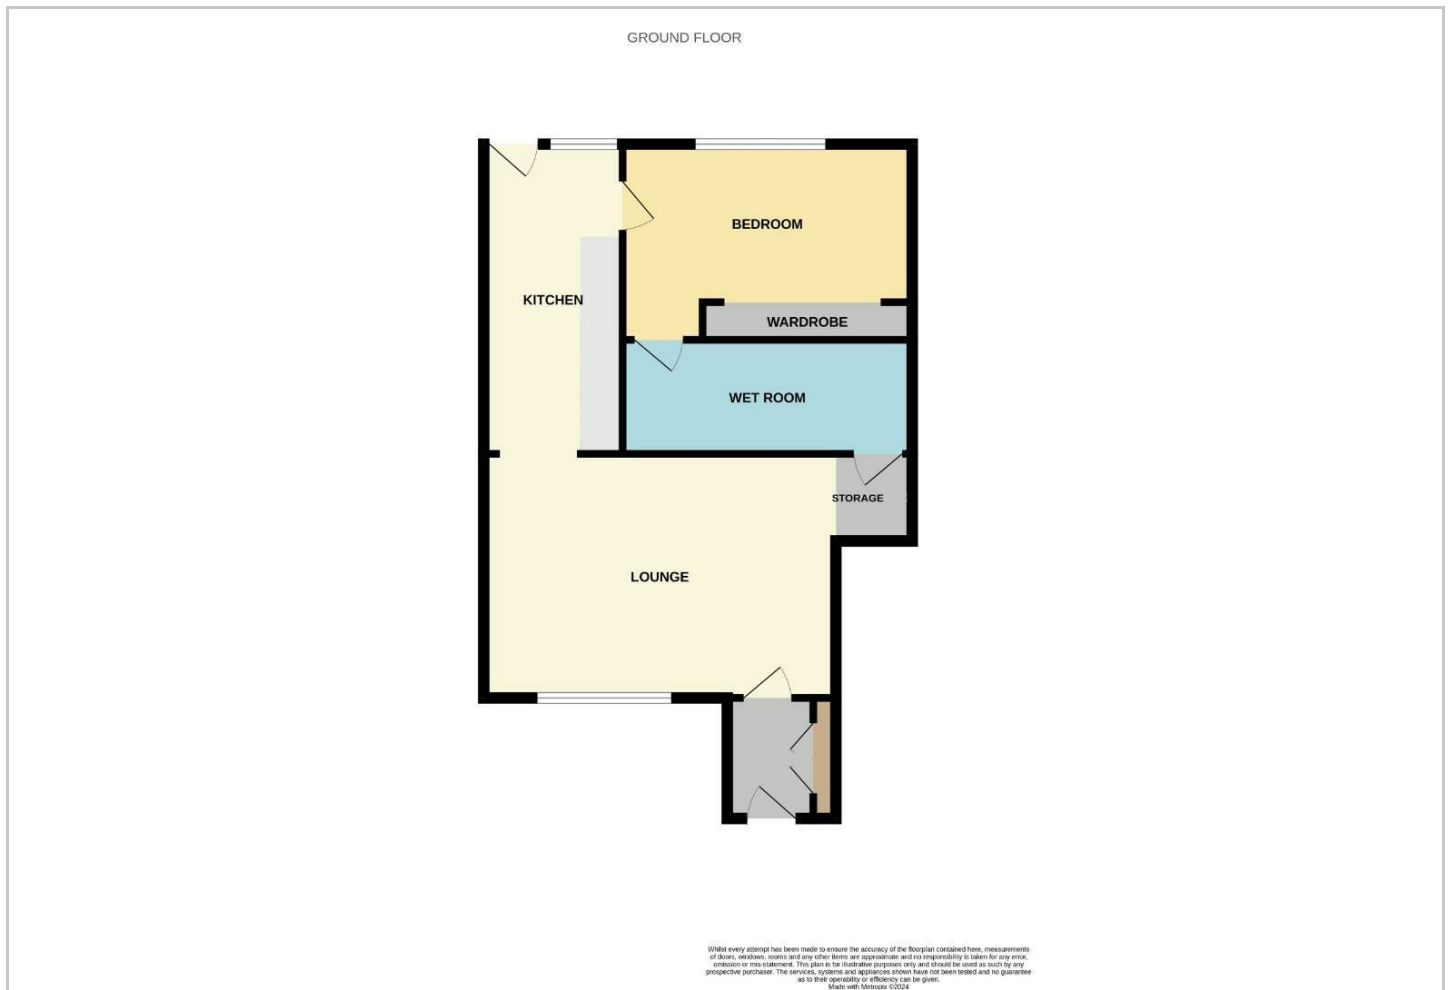 GROUND FLOOR
BEDROOM
KITCHEN
WARDROBE
WET ROOM
STORAGE
LOUNGE
Whilst every attempt has been made to ensure the accuracy of the floorplan contained here, measurements
of doors, windows, rooms and any other items are approximate and no responsibility is taken for any error,
omission or mis-statement. This plan is for illustrative purposes only and should be used as such by any
prospective purchaser. The services, systems and appliances shown have not been tested and no guarantee
as to their operability or efficiency can be given.
Made with Metropix ©2024